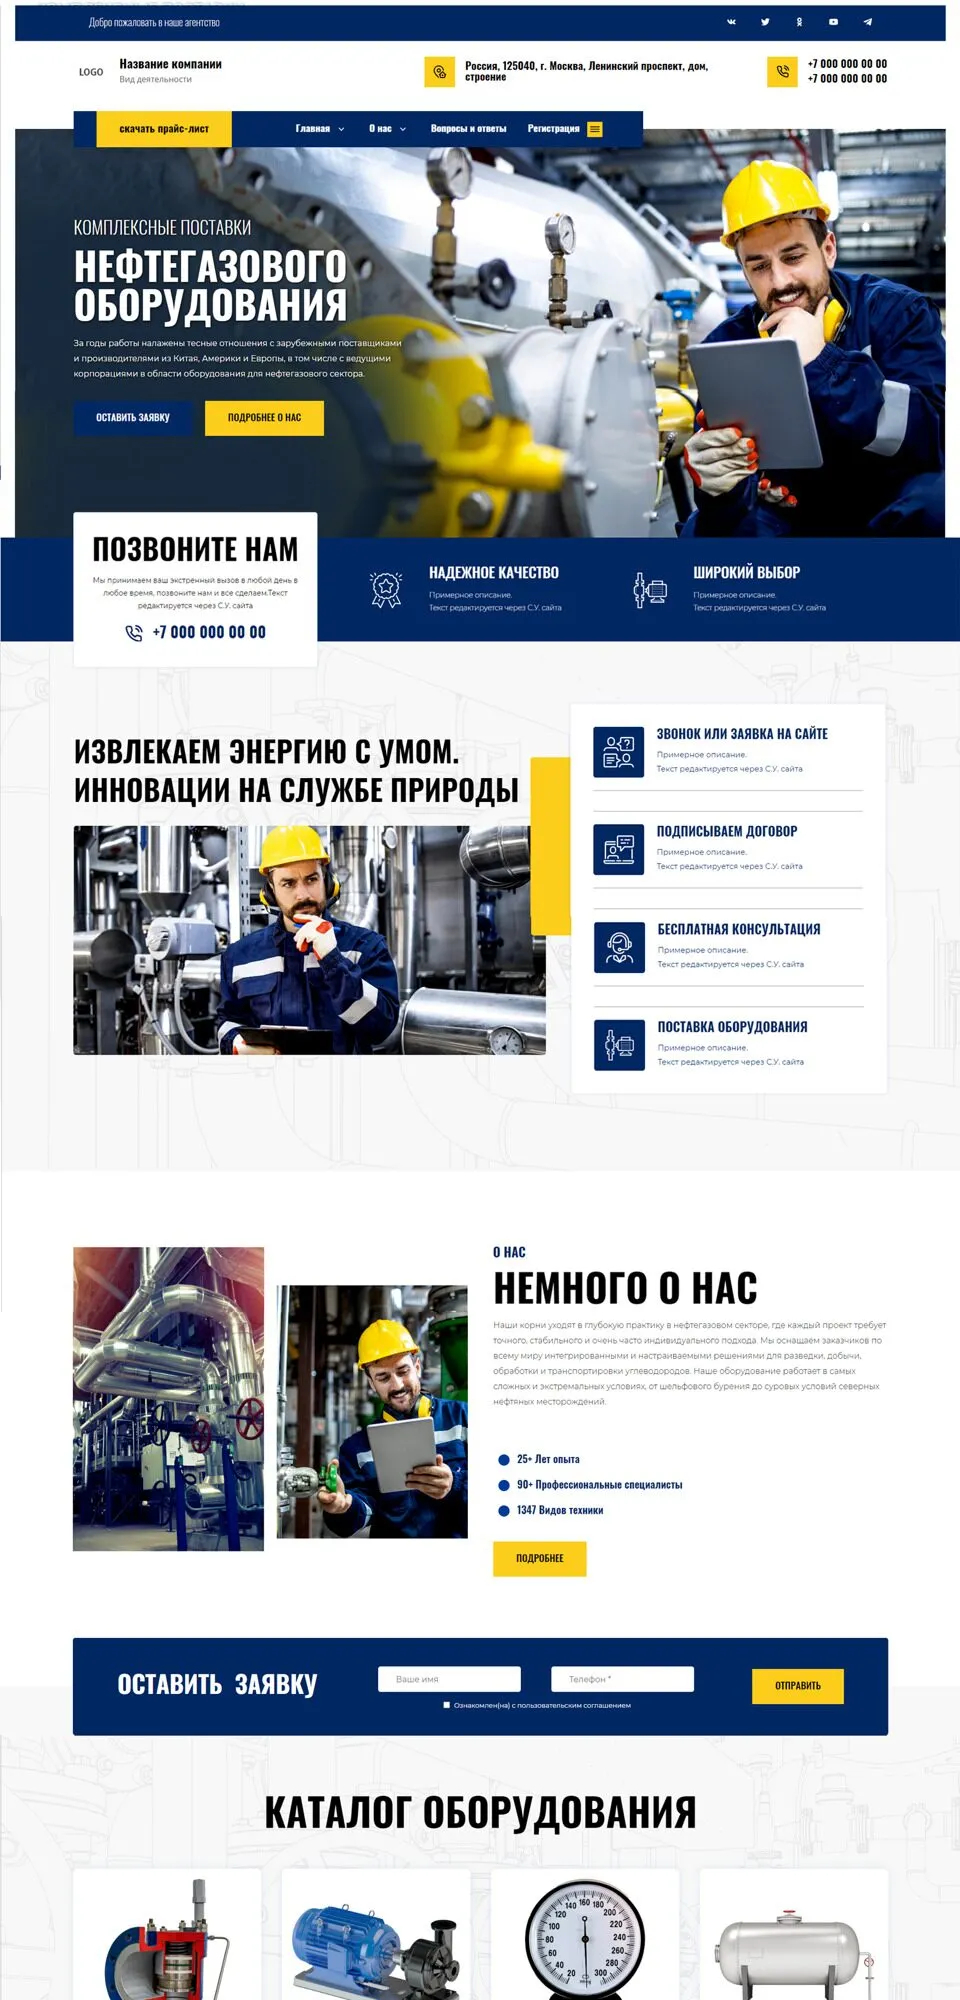 Добро пожаловать в наше агентство
LOGO
Название компании
Вид деятельности
Россия, 125040, г. Москва, Ленинский проспект, дом,
строение
+7 000 000 00 00
+7 000 000 00 00
скачать прайс-лист
Главная
О нас
Вопросы и ответы
Регистрация
КОМПЛЕКСНЫЕ ПОСТАВКИ
НЕФТЕГАЗОВОГО
ОБОРУДОВАНИЯ
За годы работы налажены тесные отношения с зарубежными поставщиками
и производителями из Китая, Америки и Европы, в том числе с ведущими
корпорациями в области оборудования для нефтегазового сектора.
ОСТАВИТЬ ЗАЯВКУ
ПОДРОБНЕЕ О НАС
ПОЗВОНИТЕ НАМ
Мы принимаем ваш экстренный вызов в любой день в
любое время, позвоните нам и все сделаем.Текст
редактируется через С.У. сайта
+7 000 000 00 00
НАДЕЖНОЕ КАЧЕСТВО
Примерное описание.
Текст редактируется через С.У. сайта
ШИРОКИЙ ВЫБОР
Примерное описание.
Текст редактируется через С.У. сайта
ИЗВЛЕКАЕМ ЭНЕРГИЮ С УМОМ.
ИННОВАЦИИ НА СЛУЖБЕ ПРИРОДЫ
ЗВОНОК ИЛИ ЗАЯВКА НА САЙТЕ
Примерное описание.
Текст редактируется через С.У. сайта
ПОДПИСЫВАЕМ ДОГОВОР
Примерное описание.
Текст редактируется через С.У. сайта
БЕСПЛАТНАЯ КОНСУЛЬТАЦИЯ
Примерное описание.
Текст редактируется через С.У. сайта
ПОСТАВКА ОБОРУДОВАНИЯ
Примерное описание.
Текст редактируется через С.У. сайта
О НАС
НЕМНОГО О НАС
Наши корни уходят в глубокую практику в нефтегазовом секторе, где каждый проект требует
точного, стабильного и очень часто индивидуального подхода. Мы оснащаем заказчиков по
всему миру интегрированными и настраиваемыми решениями для разведки, добычи,
обработки и транспортировки углеводородов. Наше оборудование работает в самых
сложных и экстремальных условиях, от шельфового бурения до суровых условий северных
нефтяных месторождений.
25+ Лет опыта
90+ Профессиональные специалисты
1347 Видов техники
ПОДРОБНЕЕ
ОСТАВИТЬ ЗАЯВКУ
Ваше имя
Телефон *
Ознакомлен(на) с пользовательским соглашением
ОТПРАВИТЬ
КАТАЛОГ ОБОРУДОВАНИЯ
20 40 60 80 100 120 140 160 180 200 220 240 260 280 300